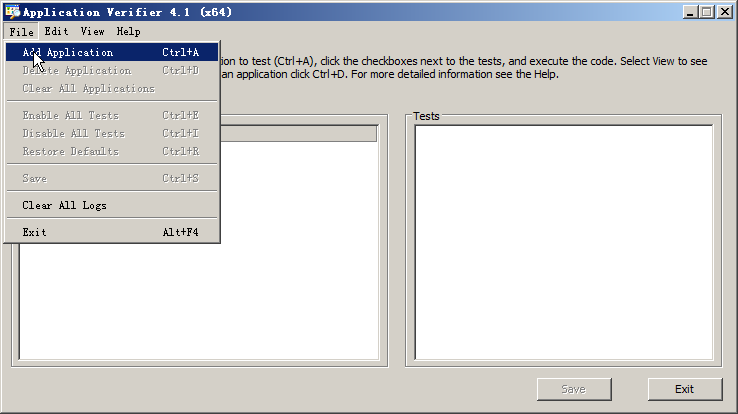 Application Verifier 4.1 (x64)
File Edit View Help
Add Application Ctrl+A
Delete Application Ctrl+D
Clear All Applications
Enable All Tests Ctrl+E
Disable All Tests Ctrl+I
Restore Defaults Ctrl+R
Save Ctrl+S
Clear All Logs
Exit Alt+F4
ion to test (Ctrl+A), click the checkboxes next to the tests, and execute the code. Select View to see
an application click Ctrl+D. For more detailed information see the Help.
Tests
Save Exit